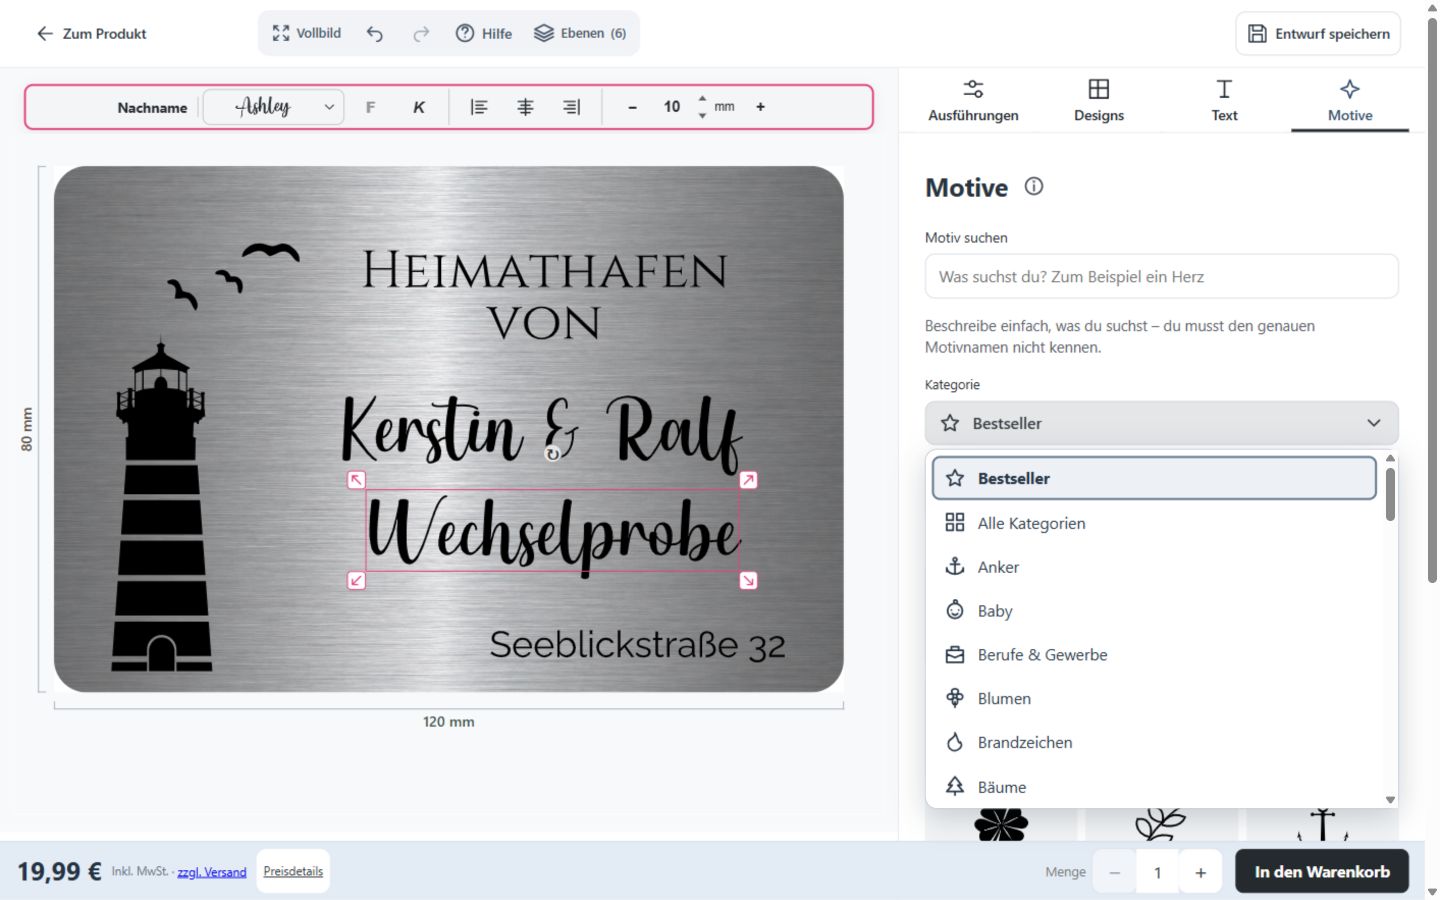 Zum Produkt
Vollbild
Hilfe
Ebenen (6)
Entwurf speichern
Nachname
Ashley
F
K
− 10 mm +
Ausführungen
Designs
Text
Motive
HEIMATHAFEN
VON
Kerstin & Ralf
Wechselprobe
Seeblickstraße 32
80 mm
120 mm
Motive
Motiv suchen
Was suchst du? Zum Beispiel ein Herz
Beschreibe einfach, was du suchst – du musst den genauen
Motivnamen nicht kennen.
Kategorie
Bestseller
Bestseller
Alle Kategorien
Anker
Baby
Berufe & Gewerbe
Blumen
Brandzeichen
Bäume
19,99 € Inkl. MwSt. · zzgl. Versand
Preisdetails
Menge − 1 +
In den Warenkorb